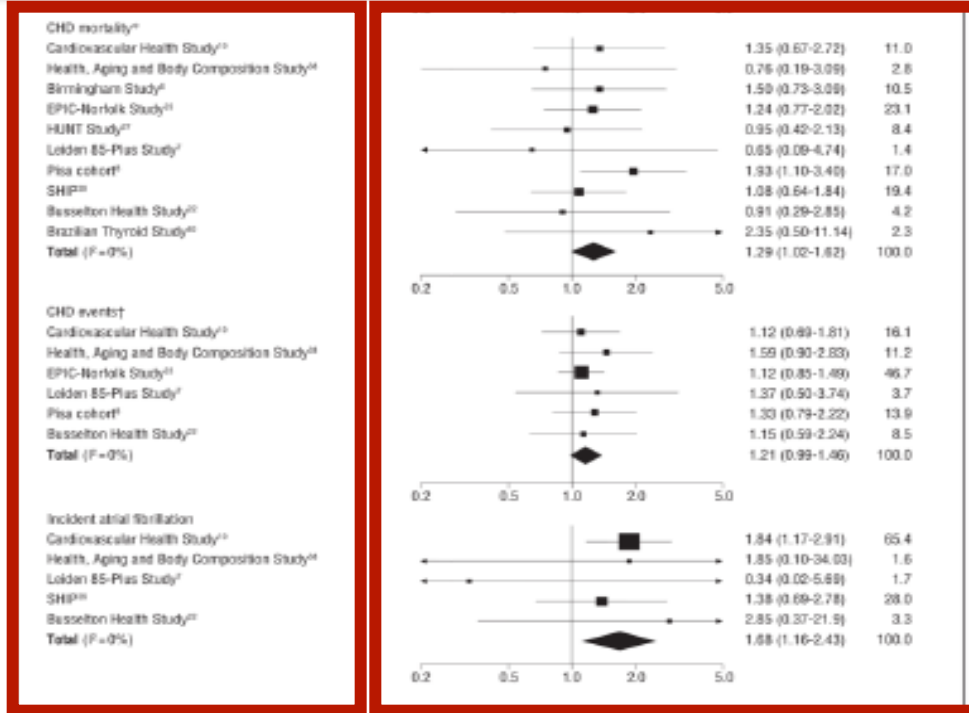 CHD mortality
Cardiovascular Health Study 1.35 (0.67-2.72) 11.0
Health, Aging and Body Composition Study 0.76 (0.19-3.09) 2.8
Birmingham Study 1.50 (0.73-3.09) 10.5
EPIC-Norfolk Study 1.24 (0.77-2.02) 23.1
HUNT Study 0.95 (0.42-2.13) 8.4
Leiden 85-Plus Study 0.65 (0.09-4.74) 1.4
Pisa cohort 1.93 (1.10-3.40) 17.0
SHIP 1.08 (0.64-1.84) 19.4
Busselton Health Study 0.91 (0.29-2.85) 4.2
Brazilian Thyroid Study 2.35 (0.50-11.14) 2.3
Total (I²=0%) 1.29 (1.02-1.62) 100.0
0.2 0.5 1.0 2.0 5.0
CHD events†
Cardiovascular Health Study 1.12 (0.69-1.81) 16.1
Health, Aging and Body Composition Study 1.59 (0.90-2.83) 11.2
EPIC-Norfolk Study 1.12 (0.85-1.49) 46.7
Leiden 85-Plus Study 1.37 (0.50-3.74) 3.7
Pisa cohort 1.33 (0.79-2.22) 13.9
Busselton Health Study 1.15 (0.59-2.24) 8.5
Total (I²=0%) 1.21 (0.99-1.46) 100.0
0.2 0.5 1.0 2.0 5.0
Incident atrial fibrillation
Cardiovascular Health Study 1.84 (1.17-2.91) 65.4
Health, Aging and Body Composition Study 1.85 (0.10-34.03) 1.6
Leiden 85-Plus Study 0.34 (0.02-5.69) 1.7
SHIP 1.38 (0.69-2.78) 28.0
Busselton Health Study 2.85 (0.37-21.9) 3.3
Total (I²=0%) 1.68 (1.16-2.43) 100.0
0.2 0.5 1.0 2.0 5.0